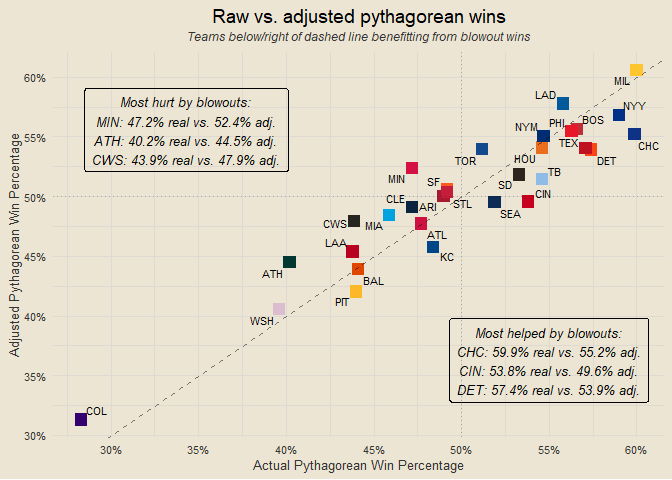 Raw vs. adjusted pythagorean wins
Teams below/right of dashed line benefitting from blowout wins
Adjusted Pythagorean Win Percentage
60%
55%
50%
45%
40%
35%
30%
Most hurt by blowouts:
MIN: 47.2% real vs. 52.4% adj.
ATH: 40.2% real vs. 44.5% adj.
CWS: 43.9% real vs. 47.9% adj.
MIL
LAD
NYY
PHI
BOS
NYM
TEX
CHC
TOR
HOU
DET
MIN
SF
SD
TB
CLE
ARI
STL
CIN
CWS
MIA
SEA
LAA
ATL
KC
ATH
BAL
PIT
WSH
COL
Most helped by blowouts:
CHC: 59.9% real vs. 55.2% adj.
CIN: 53.8% real vs. 49.6% adj.
DET: 57.4% real vs. 53.9% adj.
30%
35%
40%
45%
50%
55%
60%
Actual Pythagorean Win Percentage